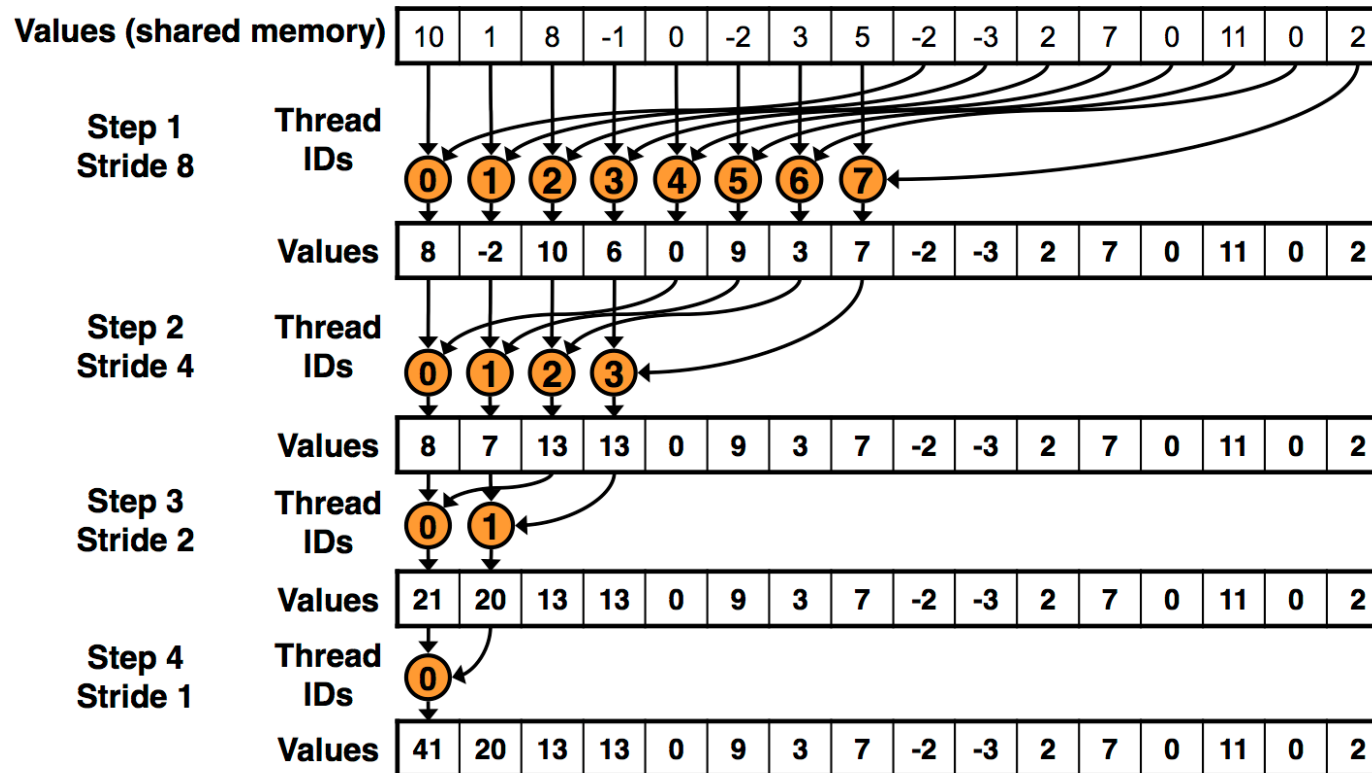 Values (shared memory) 10 1 8 -1 0 -2 3 5 -2 -3 2 7 0 11 0 2
Step 1 Thread
Stride 8 IDs
0 1 2 3 4 5 6 7
Values 8 -2 10 6 0 9 3 7 -2 -3 2 7 0 11 0 2
Step 2 Thread
Stride 4 IDs
0 1 2 3
Values 8 7 13 13 0 9 3 7 -2 -3 2 7 0 11 0 2
Step 3 Thread
Stride 2 IDs
0 1
Values 21 20 13 13 0 9 3 7 -2 -3 2 7 0 11 0 2
Step 4 Thread
Stride 1 IDs
0
Values 41 20 13 13 0 9 3 7 -2 -3 2 7 0 11 0 2